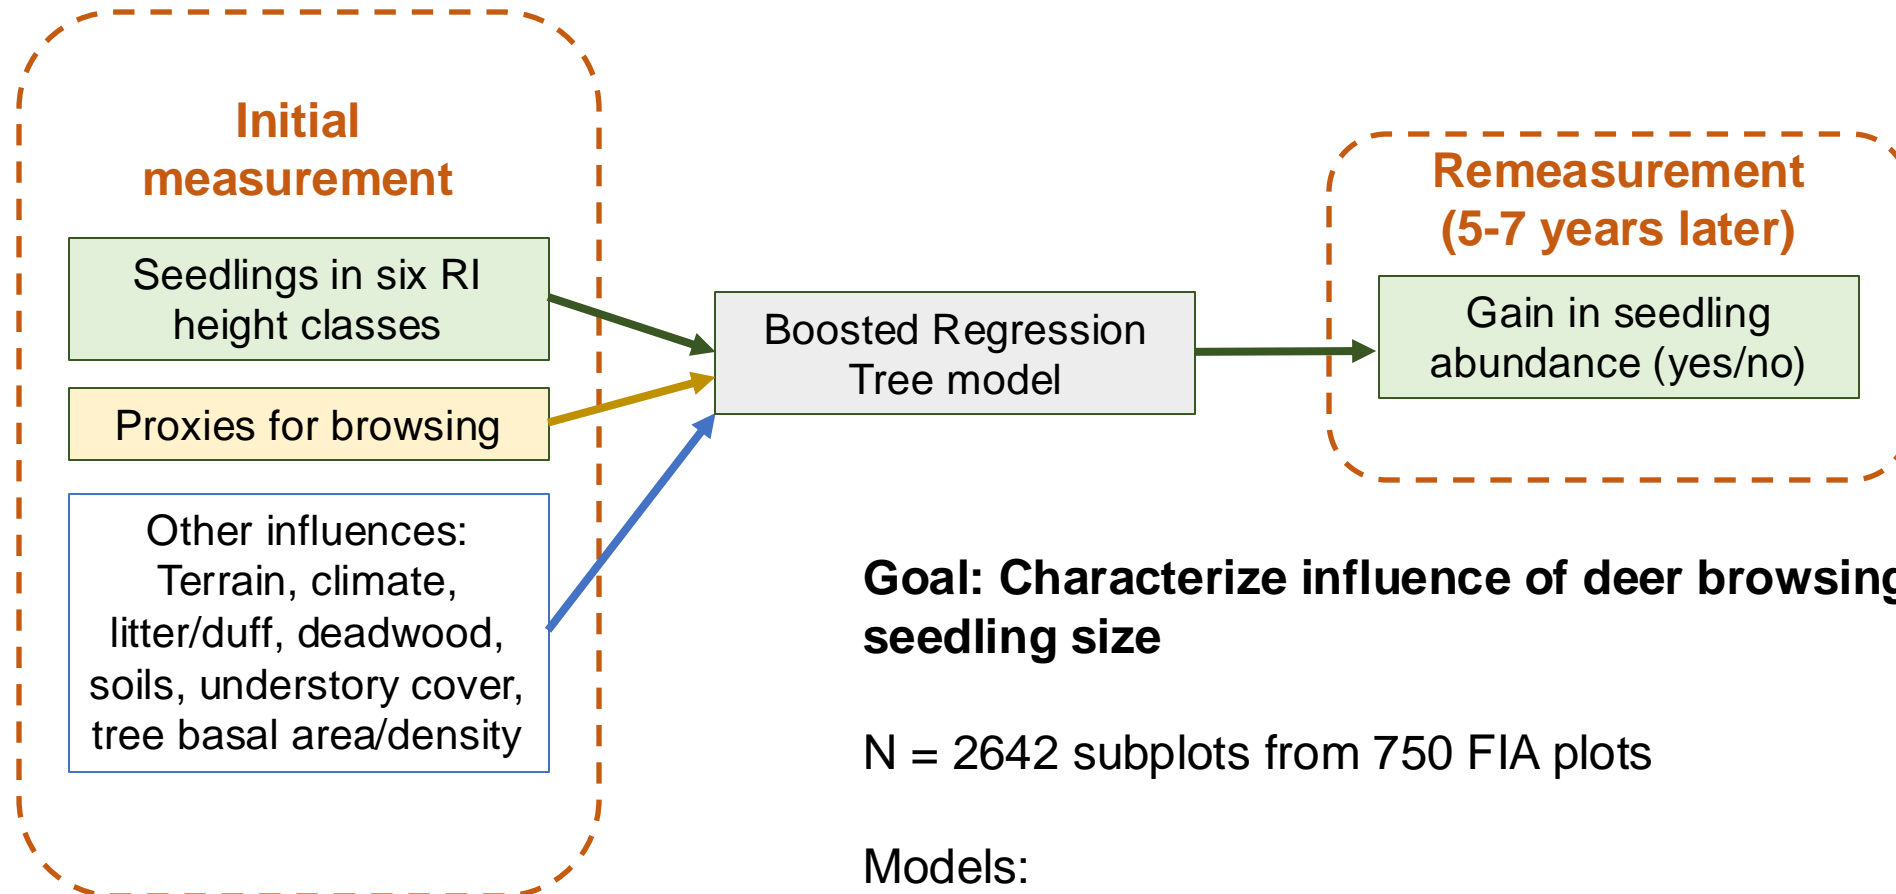 Initial
measurement
Seedlings in six RI
height classes
Proxies for browsing
Other influences:
Terrain, climate,
litter/duff, deadwood,
soils, understory cover,
tree basal area/density
Boosted Regression
Tree model
Remeasurement
(5-7 years later)
Gain in seedling
abundance (yes/no)
Goal: Characterize influence of deer browsing
seedling size
N = 2642 subplots from 750 FIA plots
Models: